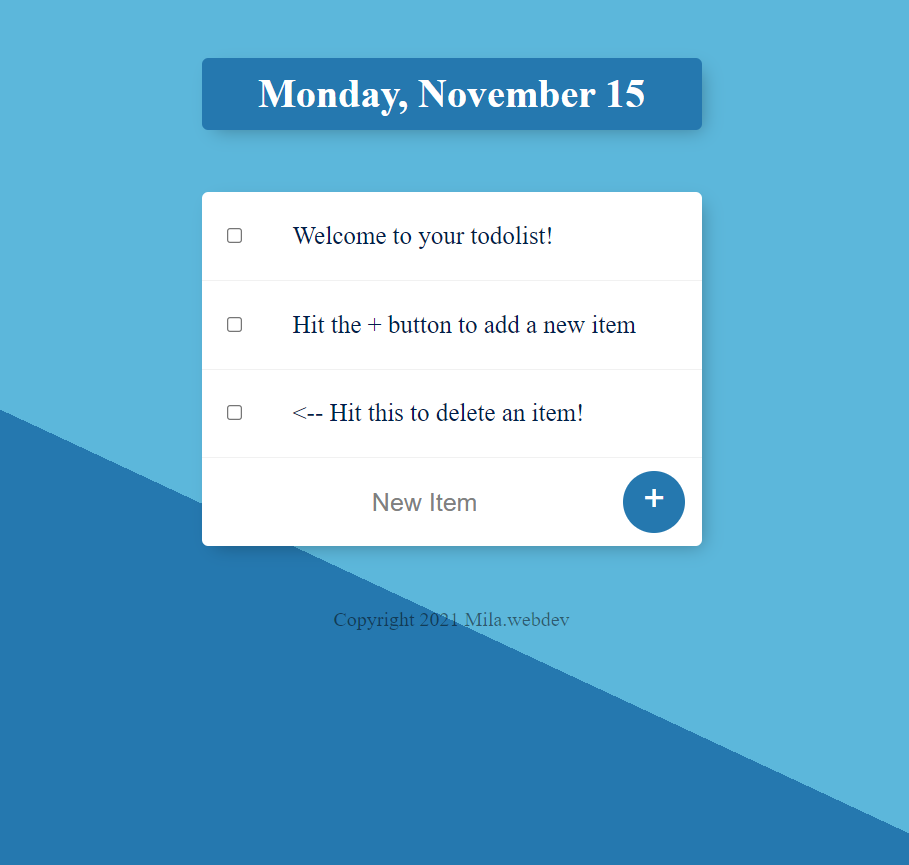 Monday, November 15
Welcome to your todolist!
Hit the + button to add a new item
<-- Hit this to delete an item!
New Item
+
Copyright 2021 Mila.webdev